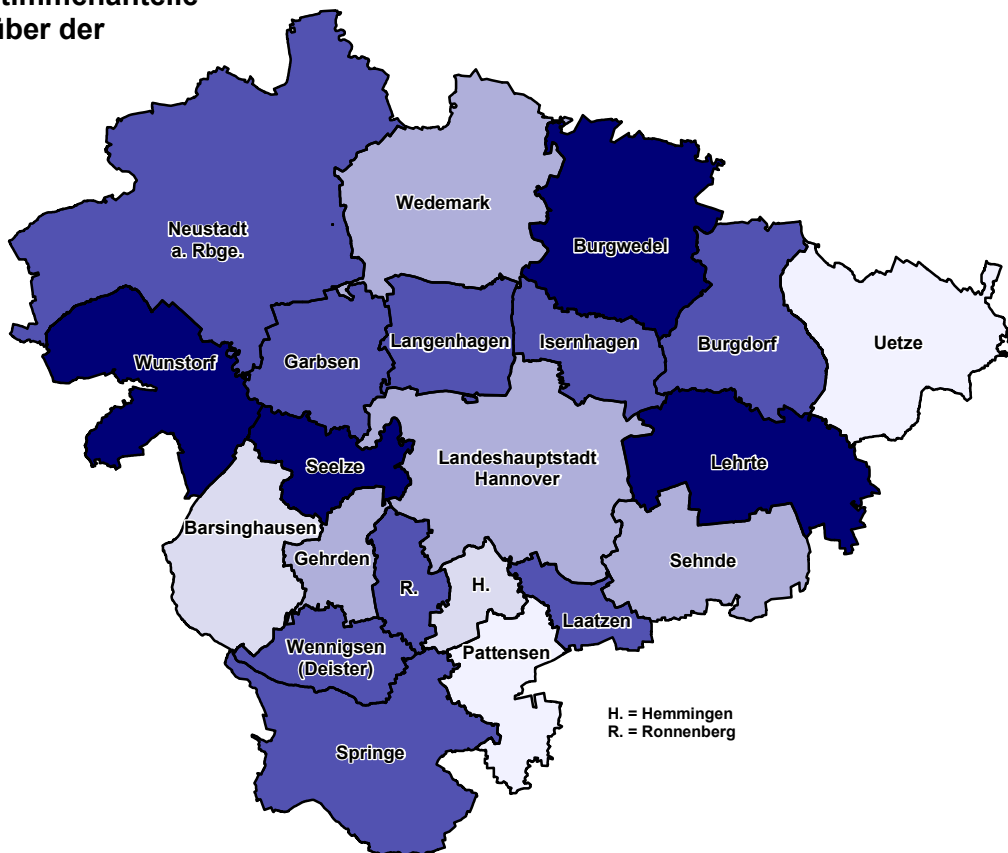 über der
Wedemark
Neustadt
a. Rbge.
Burgwedel
Langenhagen
Isernhagen
Burgdorf
Uetze
Wunstorf
Garbsen
Landeshauptstadt
Hannover
Seelze
Lehrte
Barsinghausen
Gehrden
Sehnde
R.
H.
Laatzen
Wennigsen
(Deister)
Pattensen
H. = Hemmingen
R. = Ronnenberg
Springe